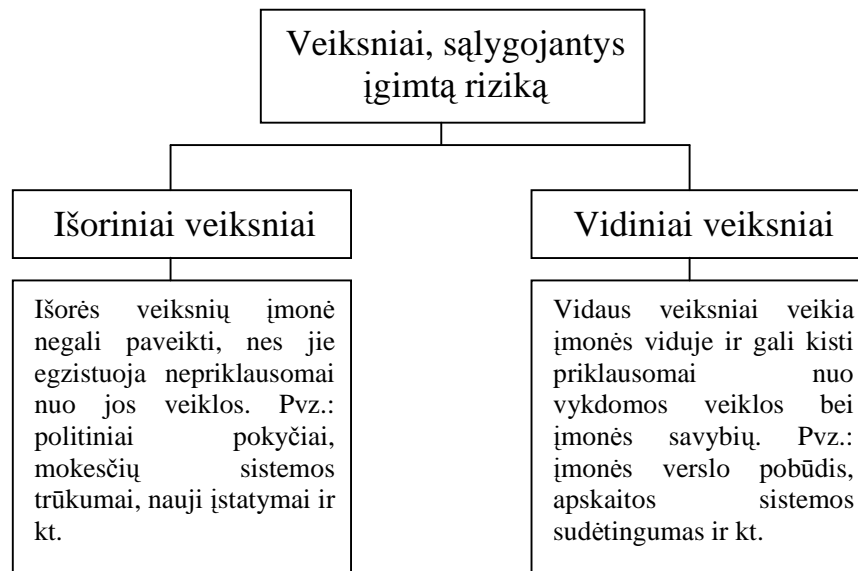 Veiksniai, sąlygojantys
įgimtą riziką
Išoriniai veiksniai
Išorės veiksnių įmonė
negali paveikti, nes jie
egzistuoja nepriklausomai
nuo jos veiklos. Pvz.:
politiniai pokyčiai,
mokesčių sistemos
trūkumai, nauji įstatymai ir
kt.
Vidiniai veiksniai
Vidaus veiksniai veikia
įmonės viduje ir gali kisti
priklausomai nuo
vykdomos veiklos bei
įmonės savybių. Pvz.:
įmonės verslo pobūdis,
apskaitos sistemos
sudėtingumas ir kt.